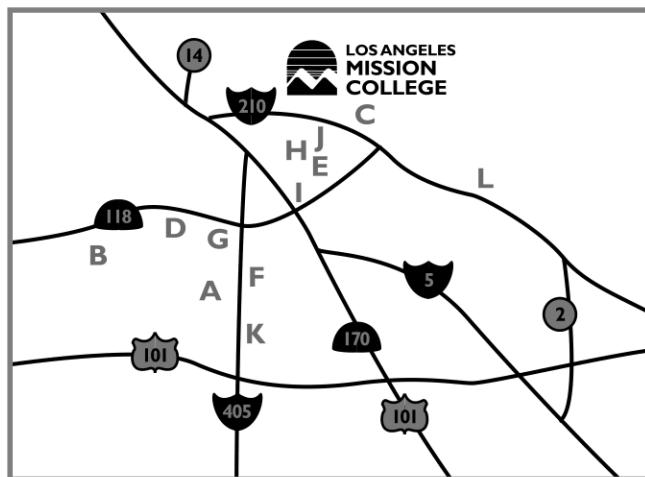 14
LOS ANGELES
MISSION
COLLEGE
210
C
J
H
E
L
I
118
D
G
B
F
A
5
2
K
170
101
405
101